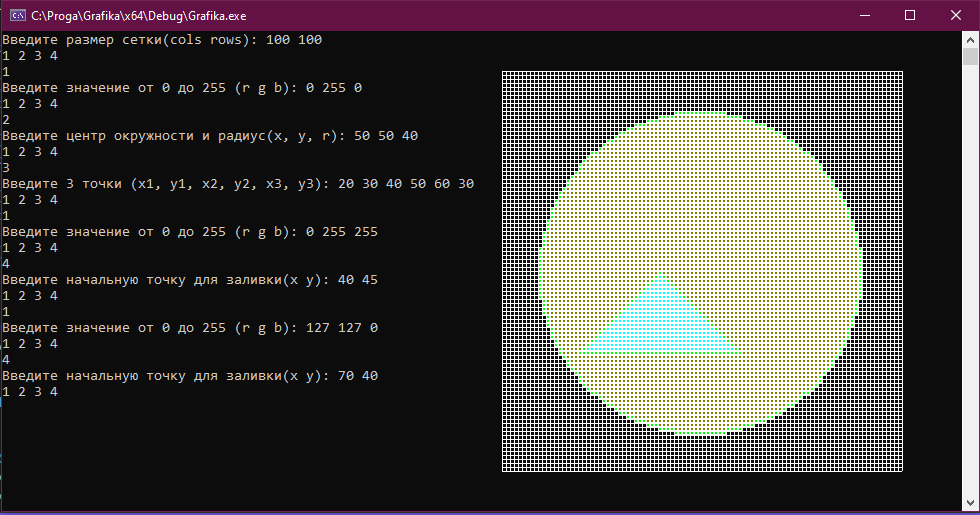 C:\Proga\Grafika\x64\Debug\Grafika.exe
Введите размер сетки(cols rows): 100 100
1 2 3 4
1
Введите значение от 0 до 255 (r g b): 0 255 0
1 2 3 4
2
Введите центр окружности и радиус(x, y, r): 50 50 40
1 2 3 4
3
Введите 3 точки (x1, y1, x2, y2, x3, y3): 20 30 40 50 60 30
1 2 3 4
1
Введите значение от 0 до 255 (r g b): 0 255 255
1 2 3 4
4
Введите начальную точку для заливки(x y): 40 45
1 2 3 4
1
Введите значение от 0 до 255 (r g b): 127 127 0
1 2 3 4
4
Введите начальную точку для заливки(x y): 70 40
1 2 3 4